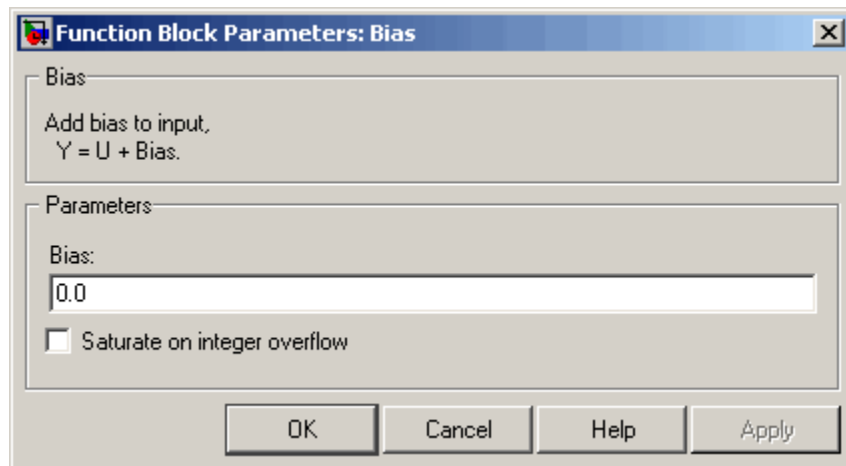 Function Block Parameters: Bias
Bias
Add bias to input,
Y = U + Bias.
Parameters
Bias:
0.0
Saturate on integer overflow
OK Cancel Help Apply